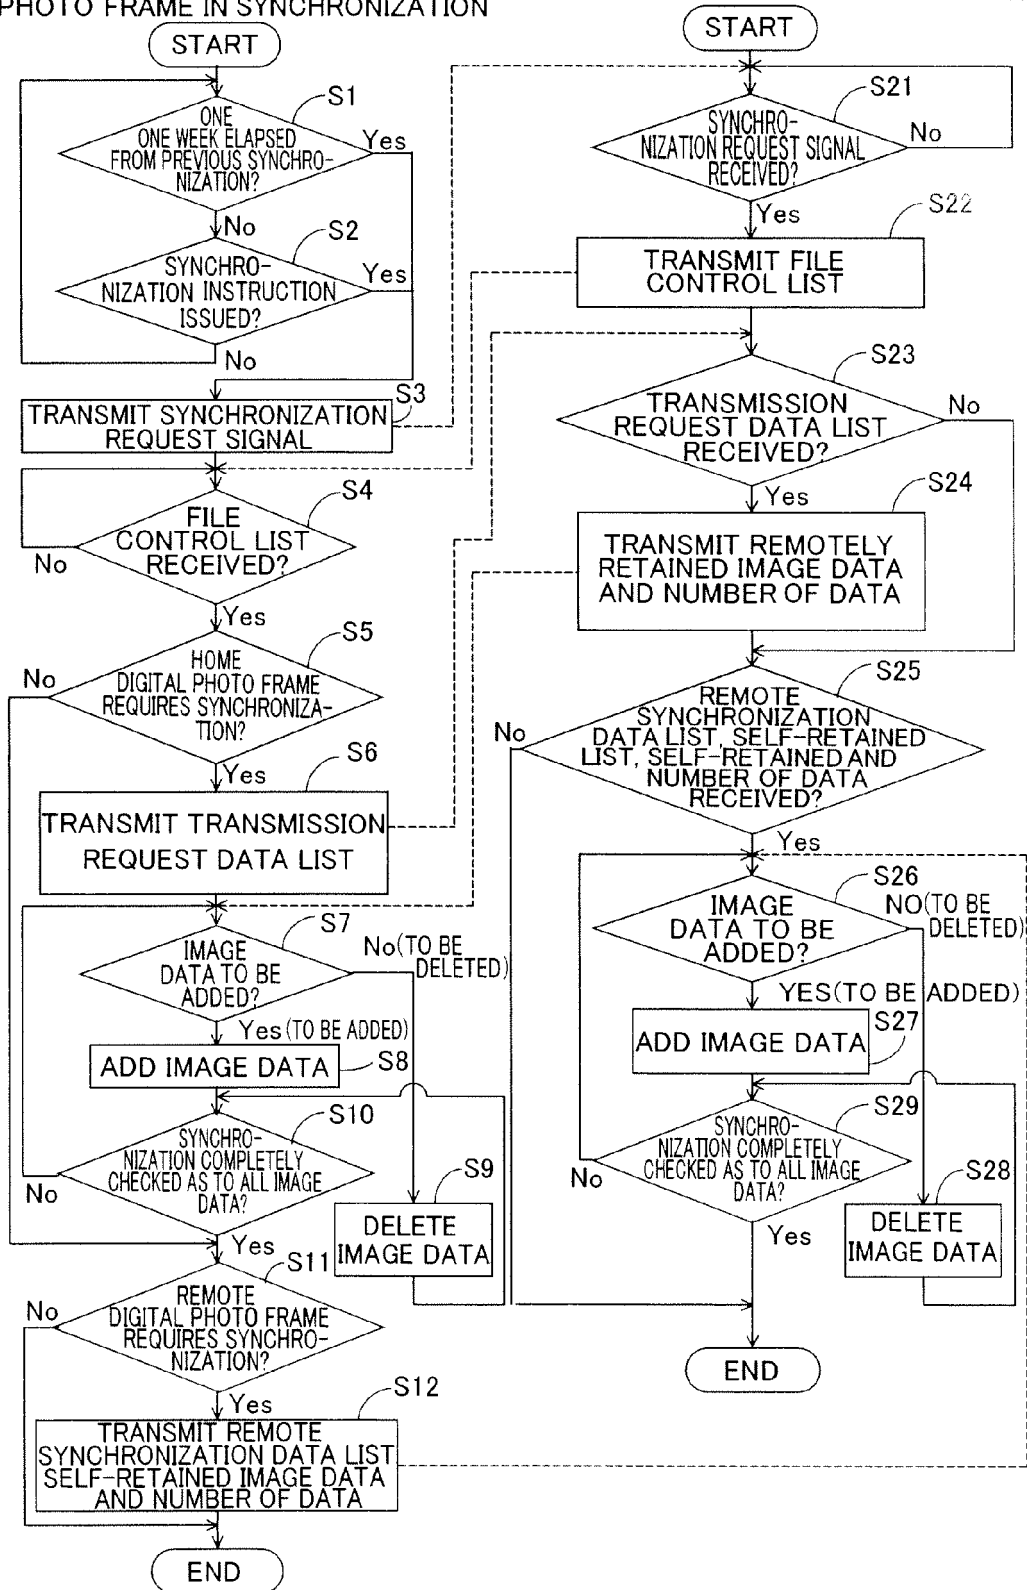 PHOTO FRAME IN SYNCHRONIZATION
START
S1
ONE
ONE WEEK ELAPSED
FROM PREVIOUS SYNCHRO-
NIZATION?
Yes
No
S2
SYNCHRO-
NIZATION INSTRUCTION
ISSUED?
Yes
No
S3
TRANSMIT SYNCHRONIZATION
REQUEST SIGNAL
S4
FILE
CONTROL LIST
RECEIVED?
No
Yes
S5
HOME
DIGITAL PHOTO FRAME
REQUIRES SYNCHRONIZA-
TION?
No
Yes
S6
TRANSMIT TRANSMISSION
REQUEST DATA LIST
S7
IMAGE
DATA TO BE
ADDED?
No(TO BE
DELETED)
Yes(TO BE ADDED)
ADD IMAGE DATA
S8
S10
SYNCHRO-
NIZATION COMPLETELY
CHECKED AS TO ALL IMAGE
DATA?
No
Yes
S9
DELETE
IMAGE DATA
S11
REMOTE
DIGITAL PHOTO FRAME
REQUIRES SYNCHRO-
NIZATION?
No
Yes
S12
TRANSMIT REMOTE
SYNCHRONIZATION DATA LIST
SELF-RETAINED IMAGE DATA
AND NUMBER OF DATA
END
START
S21
SYNCHRO-
NIZATION REQUEST SIGNAL
RECEIVED?
No
Yes
S22
TRANSMIT FILE
CONTROL LIST
S23
TRANSMISSION
REQUEST DATA LIST
RECEIVED?
No
Yes
S24
TRANSMIT REMOTELY
RETAINED IMAGE DATA
AND NUMBER OF DATA
S25
REMOTE
SYNCHRONIZATION
DATA LIST, SELF-RETAINED
LIST, SELF-RETAINED AND
NUMBER OF DATA
RECEIVED?
No
Yes
S26
IMAGE
DATA TO BE
ADDED?
NO(TO BE
DELETED)
YES(TO BE ADDED)
S27
ADD IMAGE DATA
S29
SYNCHRO-
NIZATION COMPLETELY
CHECKED AS TO ALL IMAGE
DATA?
No
Yes
S28
DELETE
IMAGE DATA
END